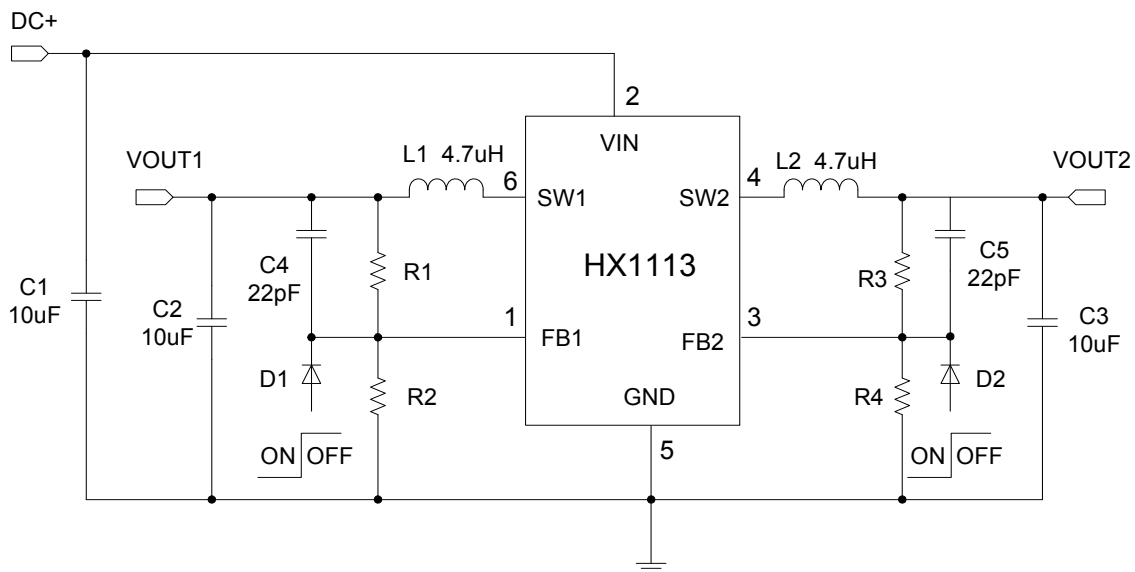 DC+
2
VIN
VOUT1
L1 4.7uH
6
SW1
SW2
4
L2 4.7uH
VOUT2
HX1113
C1
10uF
C2
10uF
C4
22pF
R1
R3
C5
22pF
C3
10uF
1
FB1
FB2
3
D1
R2
GND
R4
D2
ON OFF
5
ON OFF